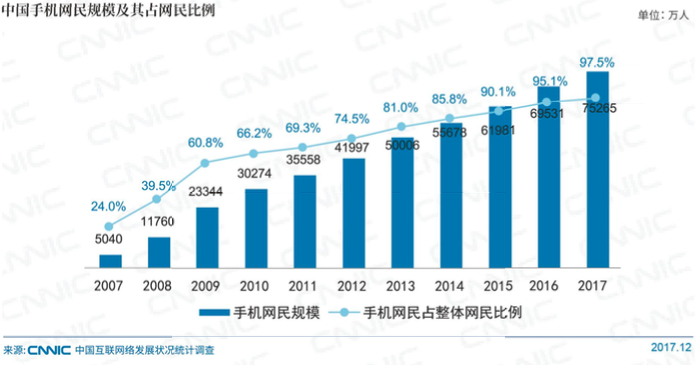 中国手机网民规模及其占网民比例
单位：万人
24.0% 39.5% 60.8% 66.2% 69.3% 74.5% 81.0% 85.8% 90.1% 95.1% 97.5%
5040 11760 23344 30274 35558 41997 50006 55678 61981 69531 75265
2007 2008 2009 2010 2011 2012 2013 2014 2015 2016 2017
手机网民规模 手机网民占整体网民比例
来源：CNNIC 中国互联网络发展状况统计调查
2017.12